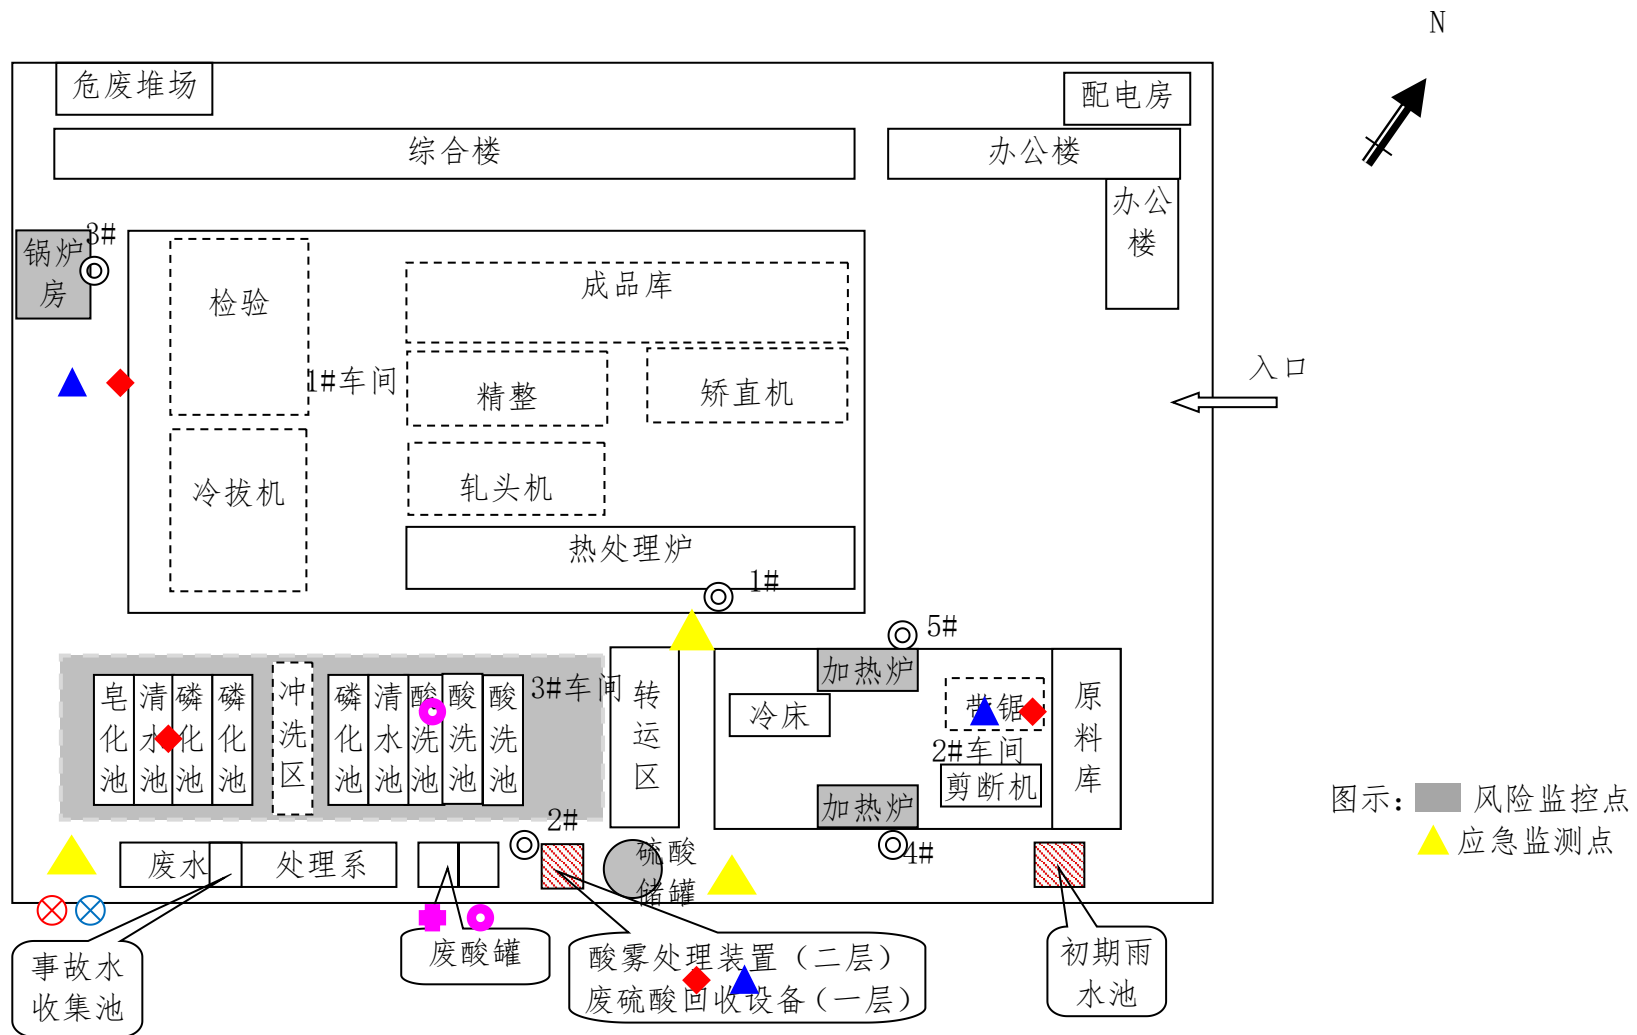 N
危废堆场
配电房
综合楼
办公楼
办公
楼
3#
锅炉
房
检验
成品库
1#车间
精整
矫直机
入口
冷拔机
轧头机
热处理炉
1#
5#
皂化池
清水池
磷化池
磷化池
冲洗区
磷化池
清水池
酸洗池
酸洗池
酸洗池
3#车间
转运区
加热炉
冷床
带锯
2#车间
剪断机
加热炉
原料库
图示：
风险监控点
应急监测点
2#
4#
废水
处理系
硫酸
储罐
事故水
收集池
废酸罐
酸雾处理装置（二层）
废硫酸回收设备（一层）
初期雨
水池